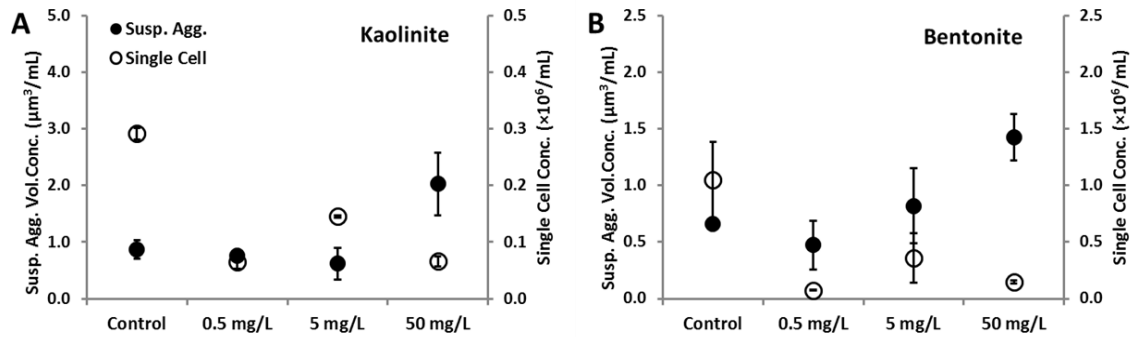 A
Susp. Agg.
Single Cell
Kaolinite
Susp. Agg. Vol.Conc. (µm³/mL)
5.0
4.0
3.0
2.0
1.0
0.0
0.5
0.4
0.3
0.2
0.1
0.0
Single Cell Conc. (×10⁶/mL)
Control 0.5 mg/L 5 mg/L 50 mg/L
B
Bentonite
Susp. Agg. Vol.Conc. (µm³/mL)
2.5
2.0
1.5
1.0
0.5
0.0
2.5
2.0
1.5
1.0
0.5
0.0
Single Cell Conc. (×10⁶/mL)
Control 0.5 mg/L 5 mg/L 50 mg/L